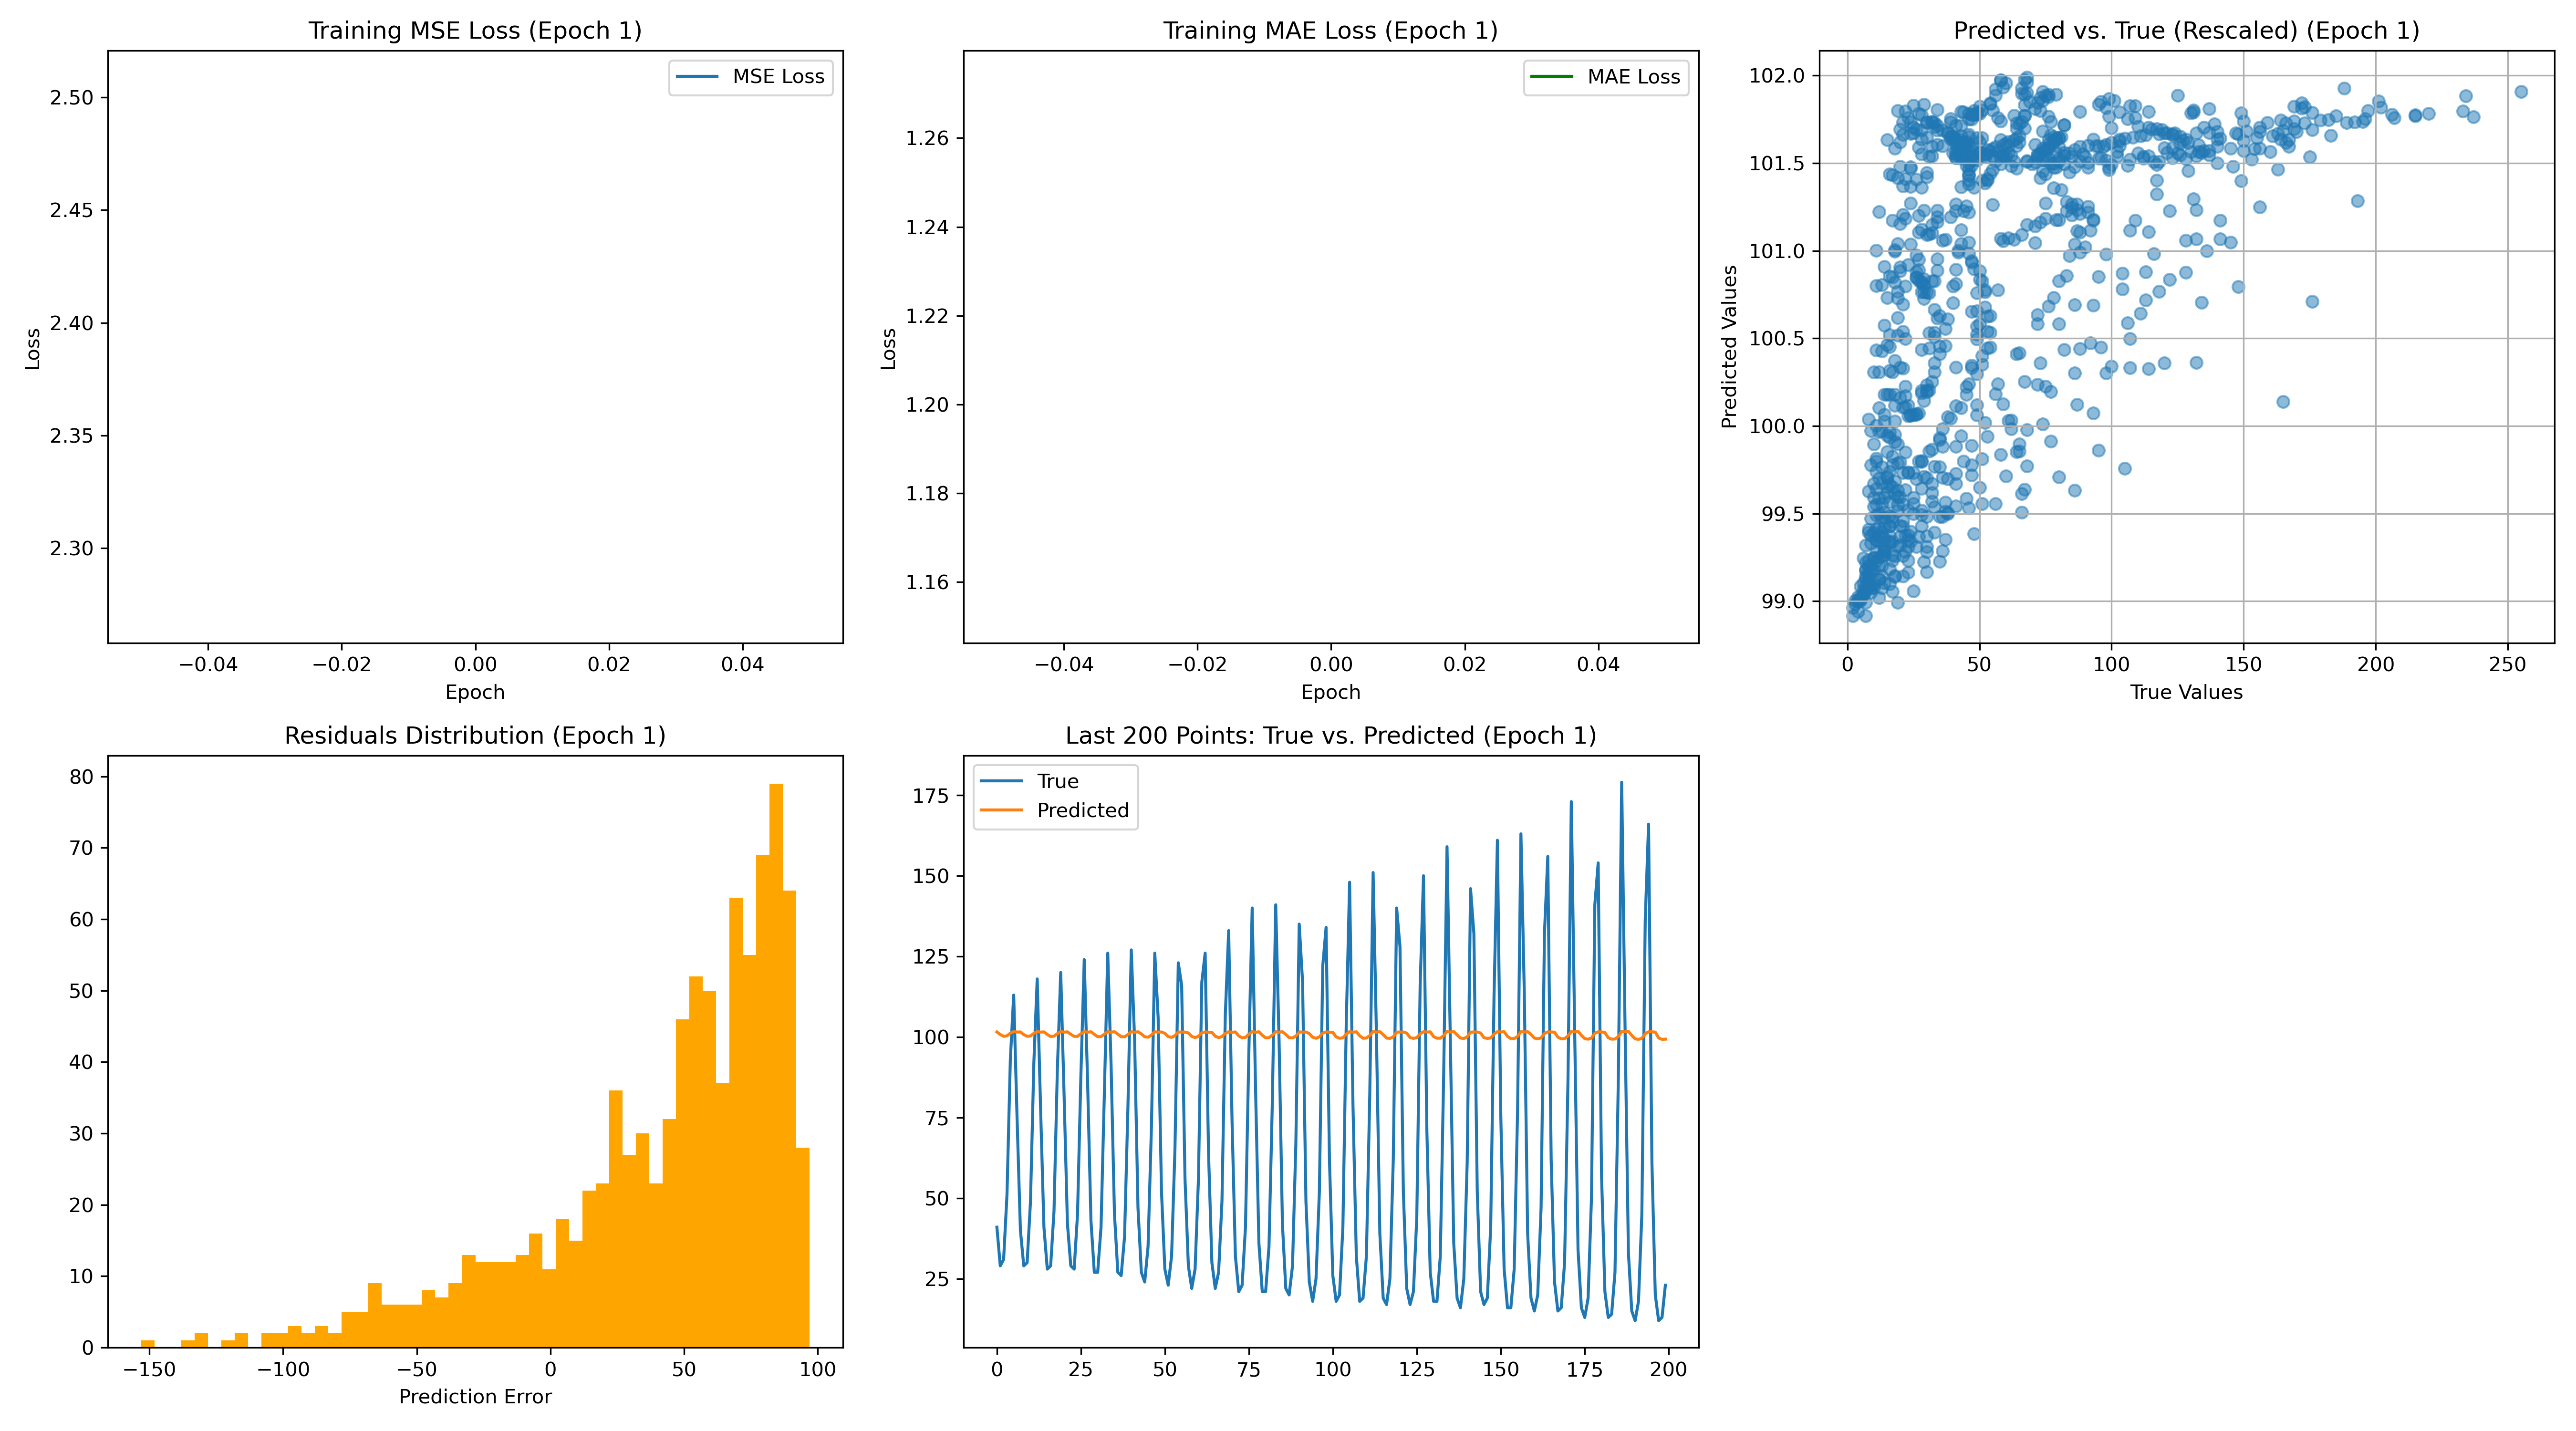 Training MSE Loss (Epoch 1)
MSE Loss
2.50
2.45
2.40
2.35
2.30
Loss
−0.04 −0.02 0.00 0.02 0.04
Epoch
Training MAE Loss (Epoch 1)
MAE Loss
1.26
1.24
1.22
1.20
1.18
1.16
Loss
−0.04 −0.02 0.00 0.02 0.04
Epoch
Predicted vs. True (Rescaled) (Epoch 1)
102.0
101.5
101.0
100.5
100.0
99.5
99.0
Predicted Values
0 50 100 150 200 250
True Values
Residuals Distribution (Epoch 1)
80
70
60
50
40
30
20
10
0
−150 −100 −50 0 50 100
Prediction Error
Last 200 Points: True vs. Predicted (Epoch 1)
True
Predicted
175
150
125
100
75
50
25
0 25 50 75 100 125 150 175 200